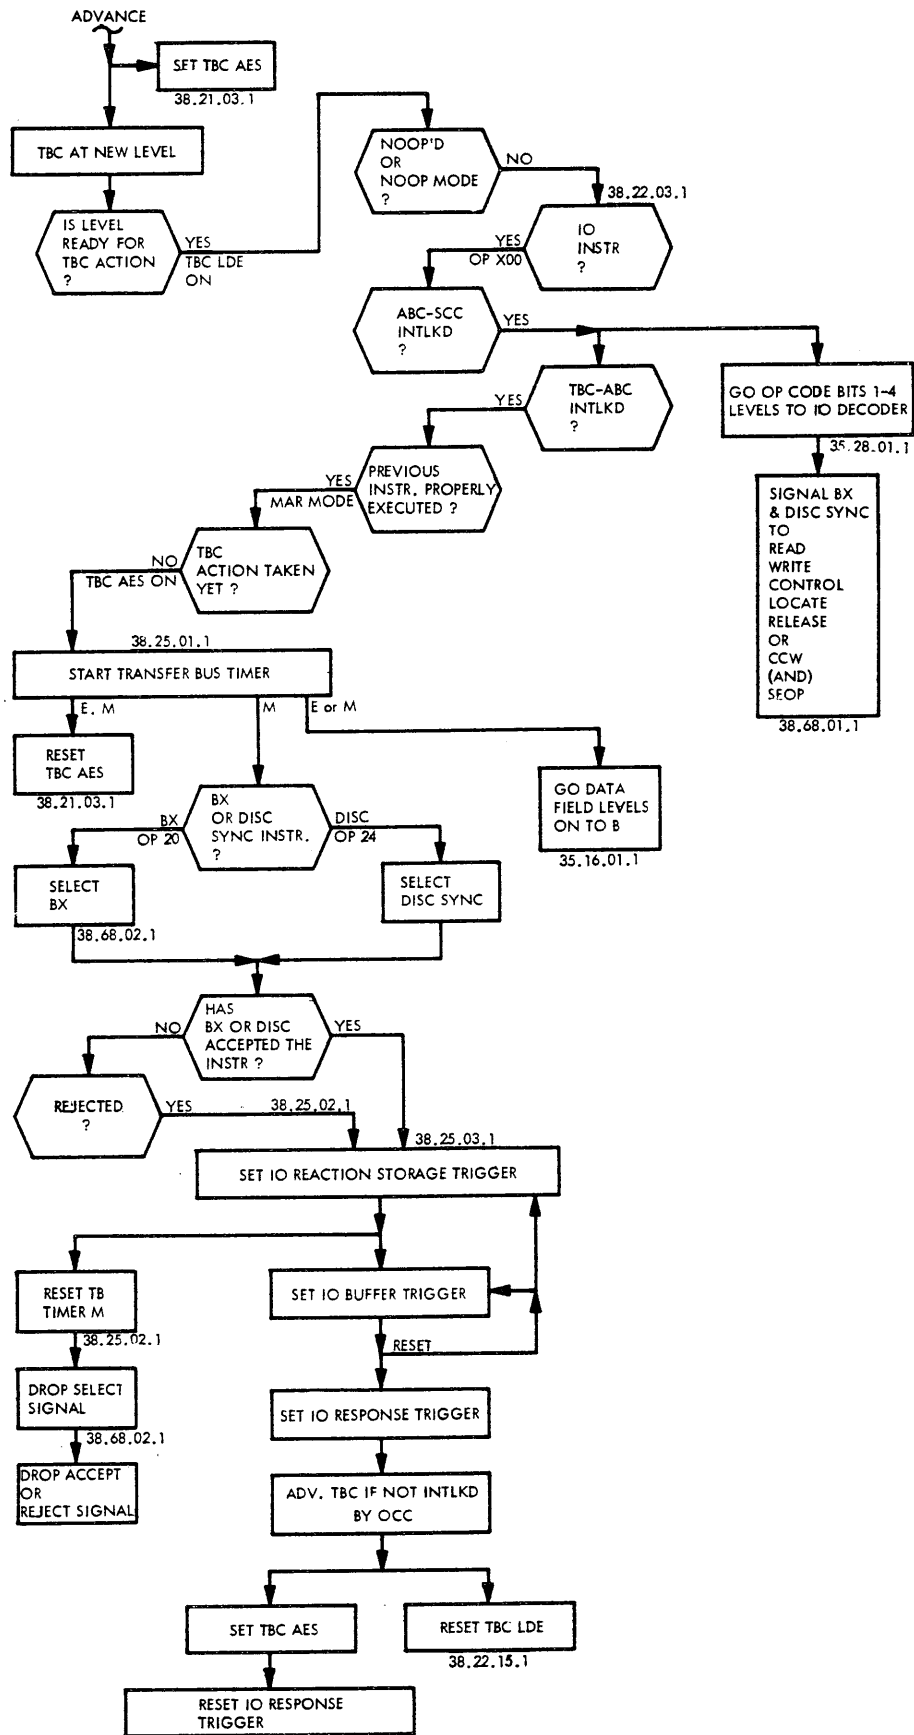 ADVANCE
SET TBC AES
38.21.03.1
TBC AT NEW LEVEL
IS LEVEL
READY FOR
TBC ACTION
?
YES
TBC LDE
ON
NOOP'D
OR
NOOP MODE
?
NO
38.22.03.1
IO
INSTR
?
YES
OP X00
ABC-SCC
INTLKD
?
YES
TBC-ABC
INTLKD
?
YES
GO OP CODE BITS 1-4
LEVELS TO IO DECODER
35.28.01.1
PREVIOUS
INSTR. PROPERLY
EXECUTED ?
YES
MAR MODE
SIGNAL BX
& DISC SYNC
TO
READ
WRITE
CONTROL
LOCATE
RELEASE
OR
CCW
(AND)
SEOP
38.68.01.1
TBC
ACTION TAKEN
YET ?
NO
TBC AES ON
38.25.01.1
START TRANSFER BUS TIMER
E. M
M
E or M
RESET
TBC AES
38.21.03.1
GO DATA
FIELD LEVELS
ON TO B
35.16.01.1
BX
OR DISC
SYNC INSTR.
?
BX
OP 20
DISC
OP 24
SELECT
BX
38.68.02.1
SELECT
DISC SYNC
HAS
BX OR DISC
ACCEPTED THE
INSTR ?
NO
YES
REJECTED
?
YES
38.25.02.1
38.25.03.1
SET IO REACTION STORAGE TRIGGER
RESET TB
TIMER M
38.25.02.1
SET IO BUFFER TRIGGER
RESET
DROP SELECT
SIGNAL
38.68.02.1
SET IO RESPONSE TRIGGER
DROP ACCEPT
OR
REJECT SIGNAL
ADV. TBC IF NOT INTLKD
BY OCC
SET TBC AES
RESET TBC LDE
38.22.15.1
RESET IO RESPONSE
TRIGGER